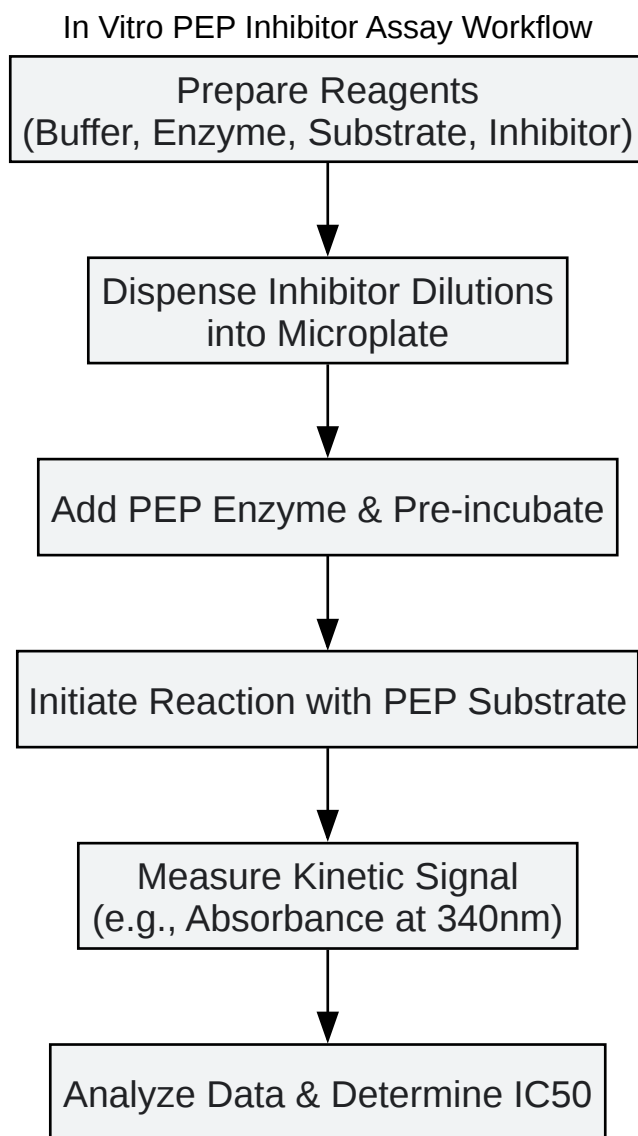 In Vitro PEP Inhibitor Assay Workflow
Prepare Reagents
(Buffer, Enzyme, Substrate, Inhibitor)
Dispense Inhibitor Dilutions
into Microplate
Add PEP Enzyme & Pre-incubate
Initiate Reaction with PEP Substrate
Measure Kinetic Signal
(e.g., Absorbance at 340nm)
Analyze Data & Determine IC50